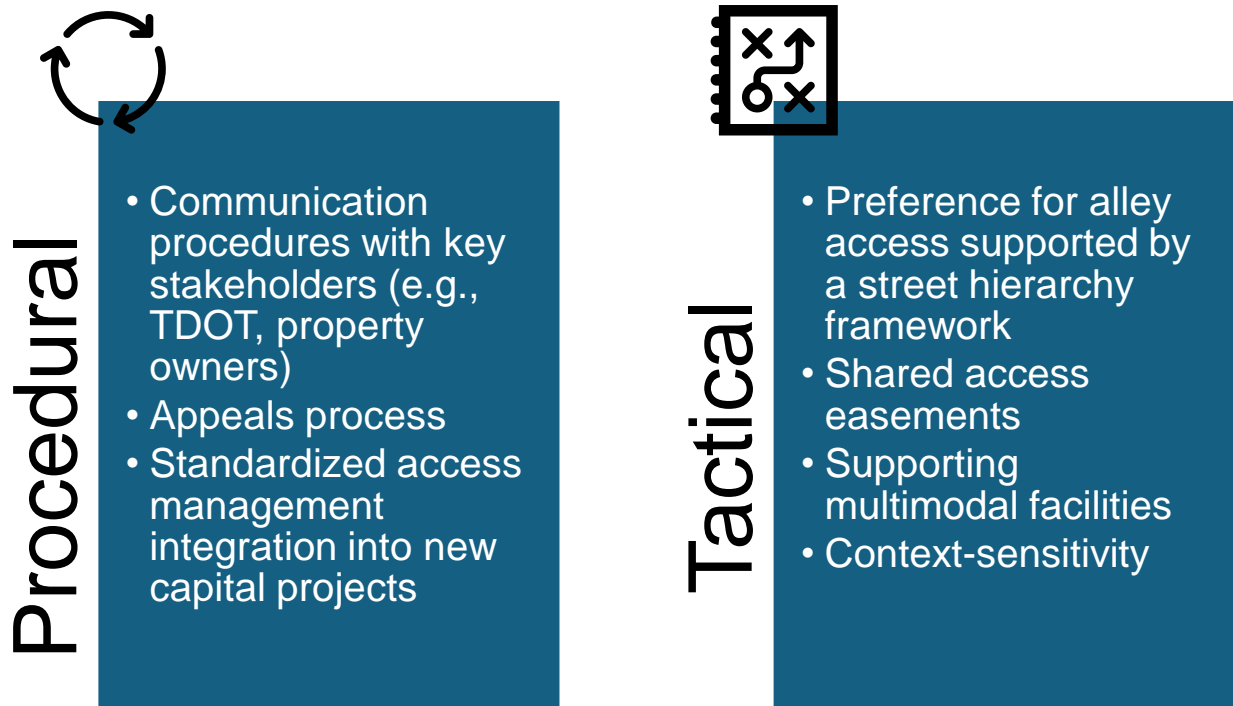 Procedural
• Communication
procedures with key
stakeholders (e.g.,
TDOT, property
owners)
• Appeals process
• Standardized access
management
integration into new
capital projects
Tactical
• Preference for alley
access supported by
a street hierarchy
framework
• Shared access
easements
• Supporting
multimodal facilities
• Context-sensitivity